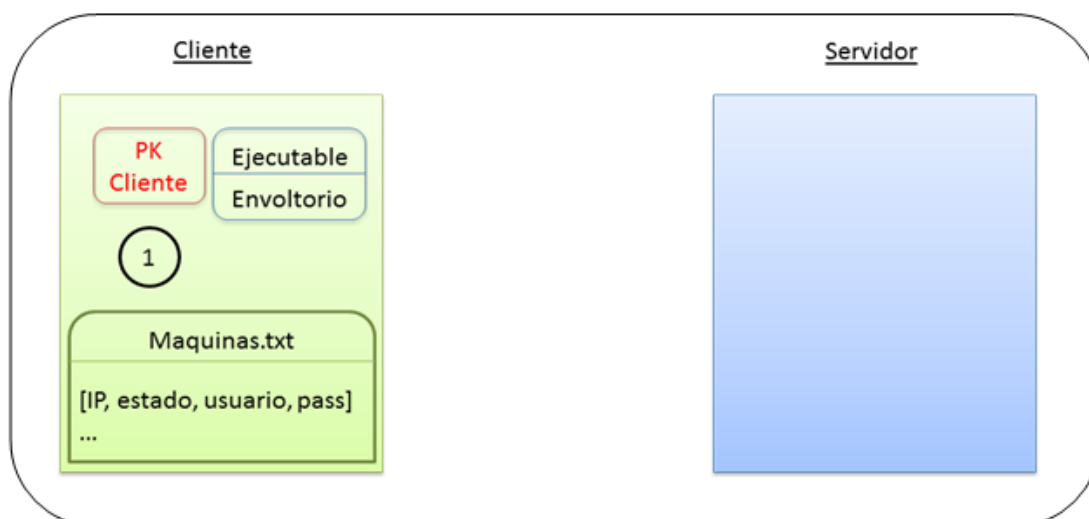 Cliente
Servidor
PK
Cliente
Ejecutable
Envoltorio
1
Maquinas.txt
[IP, estado, usuario, pass]
...